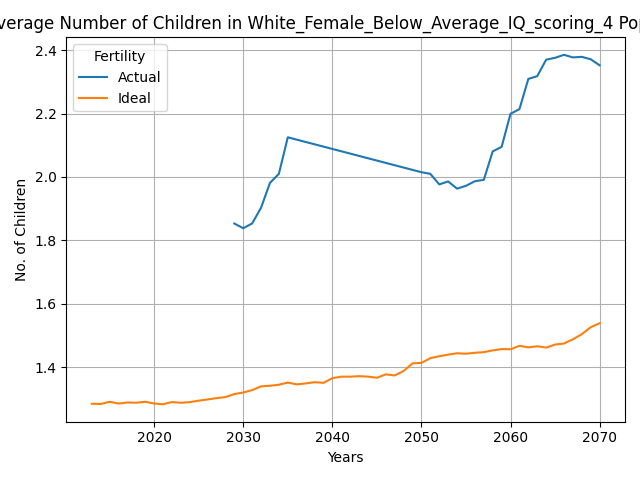 verage Number of Children in White_Female_Below_Average_IQ_scoring_4 Pop
Fertility
Actual
Ideal
No. of Children
2.4
2.2
2.0
1.8
1.6
1.4
2020 2030 2040 2050 2060 2070
Years